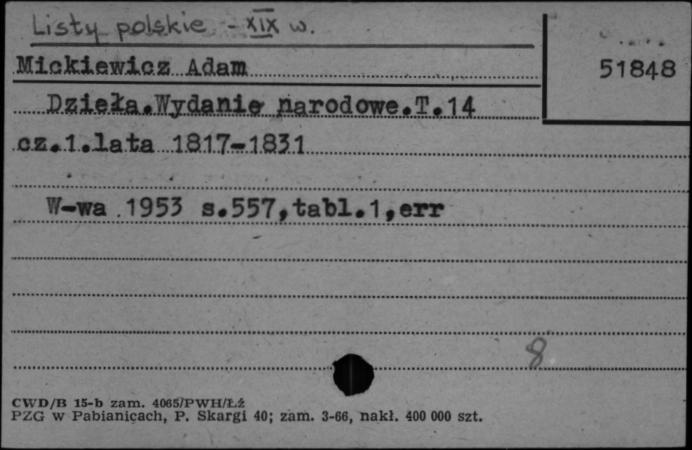 Listy polskie - XIX w.
Mickiewicz Adam
51848
Dzieła.Wydanie narodowe.T.14
cz.1.lata 1817-1831
W-wa 1953 s.557,tabl.1,err
8
CWD/B 15-b zam. 4065/PWH/Łź
PZG w Pabianicach, P. Skargi 40; zam. 3-66, nakł. 400 000 szt.